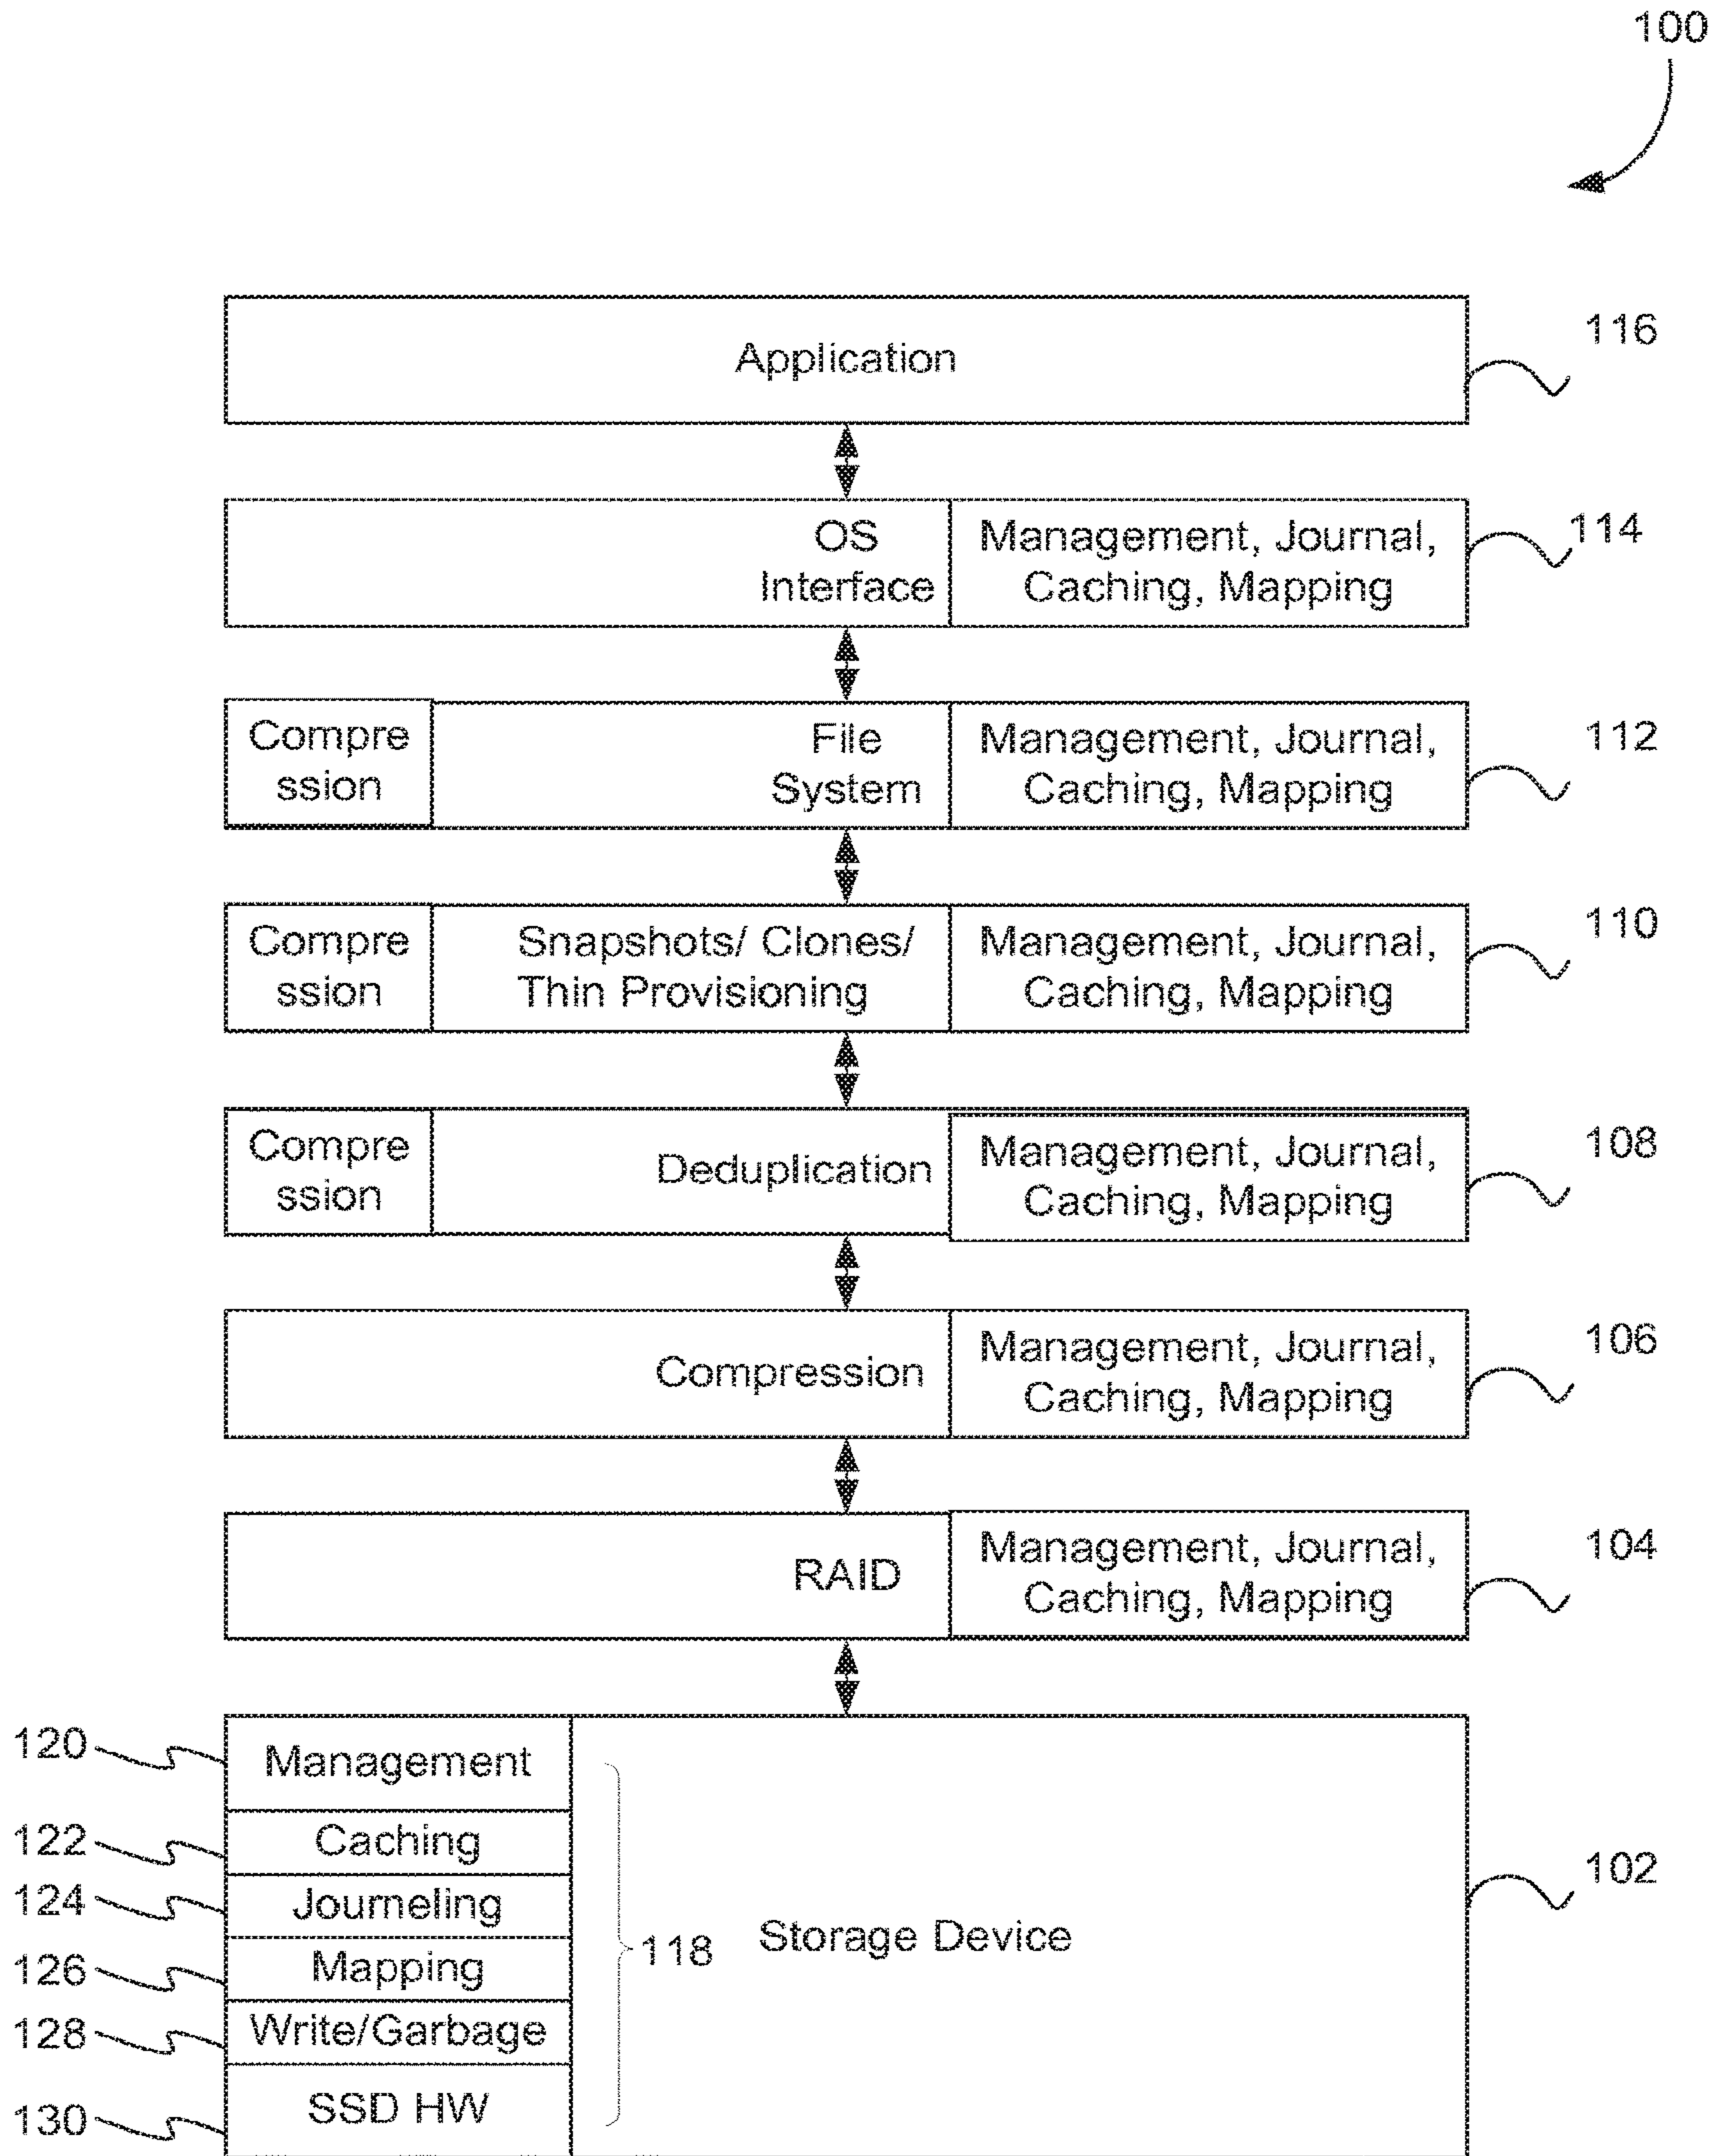 100
Application
116
OS
Interface
Management, Journal,
Caching, Mapping
114
Compre
ssion
File
System
Management, Journal,
Caching, Mapping
112
Compre
ssion
Snapshots/ Clones/
Thin Provisioning
Management, Journal,
Caching, Mapping
110
Compre
ssion
Deduplication
Management, Journal,
Caching, Mapping
108
Compression
Management, Journal,
Caching, Mapping
106
RAID
Management, Journal,
Caching, Mapping
104
120
Management
122
Caching
124
Journeling
126
Mapping
128
Write/Garbage
130
SSD HW
118
Storage Device
102